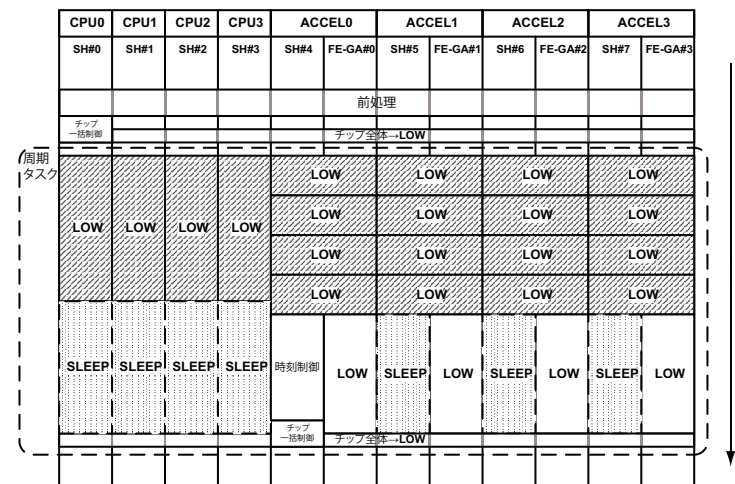 CPU0 CPU1 CPU2 CPU3 ACCEL0 ACCEL1 ACCEL2 ACCEL3
SH#0 SH#1 SH#2 SH#3 SH#4 FE-GA#0 SH#5 FE-GA#1 SH#6 FE-GA#2 SH#7 FE-GA#3
前処理
チップ
一括制御
チップ全体→LOW
周期
タスク
LOW LOW LOW LOW
LOW LOW LOW LOW
LOW LOW LOW LOW LOW LOW LOW LOW
LOW LOW LOW LOW
SLEEP SLEEP SLEEP SLEEP 時刻制御 LOW SLEEP LOW SLEEP LOW SLEEP LOW
チップ
一括制御
チップ全体→LOW